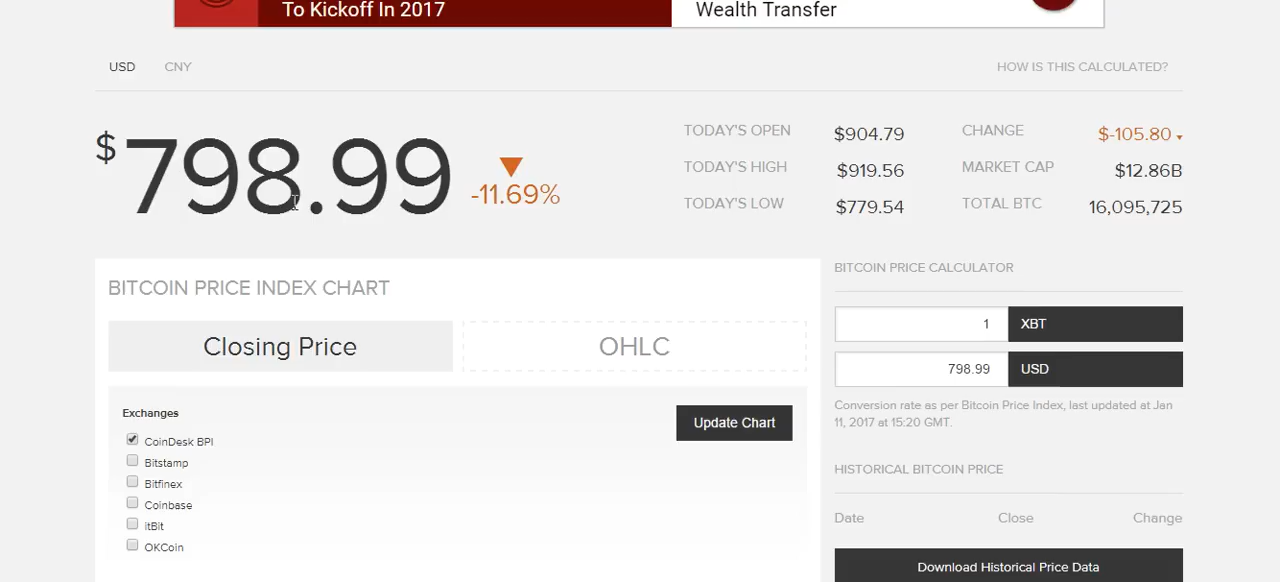 To Kickoff In 2017
Wealth Transfer
USD CNY HOW IS THIS CALCULATED?
$798.99
-11.69%
TODAY'S OPEN $904.79
TODAY'S HIGH $919.56
TODAY'S LOW $779.54
CHANGE $-105.80
MARKET CAP $12.86B
TOTAL BTC 16,095,725
BITCOIN PRICE INDEX CHART
Closing Price OHLC
Exchanges
Update Chart
CoinDesk BPI
Bitstamp
Bitfinex
Coinbase
itBit
OKCoin
BITCOIN PRICE CALCULATOR
1 XBT
798.99 USD
Conversion rate as per Bitcoin Price Index, last updated at Jan
11, 2017 at 15:20 GMT.
HISTORICAL BITCOIN PRICE
Date Close Change
Download Historical Price Data